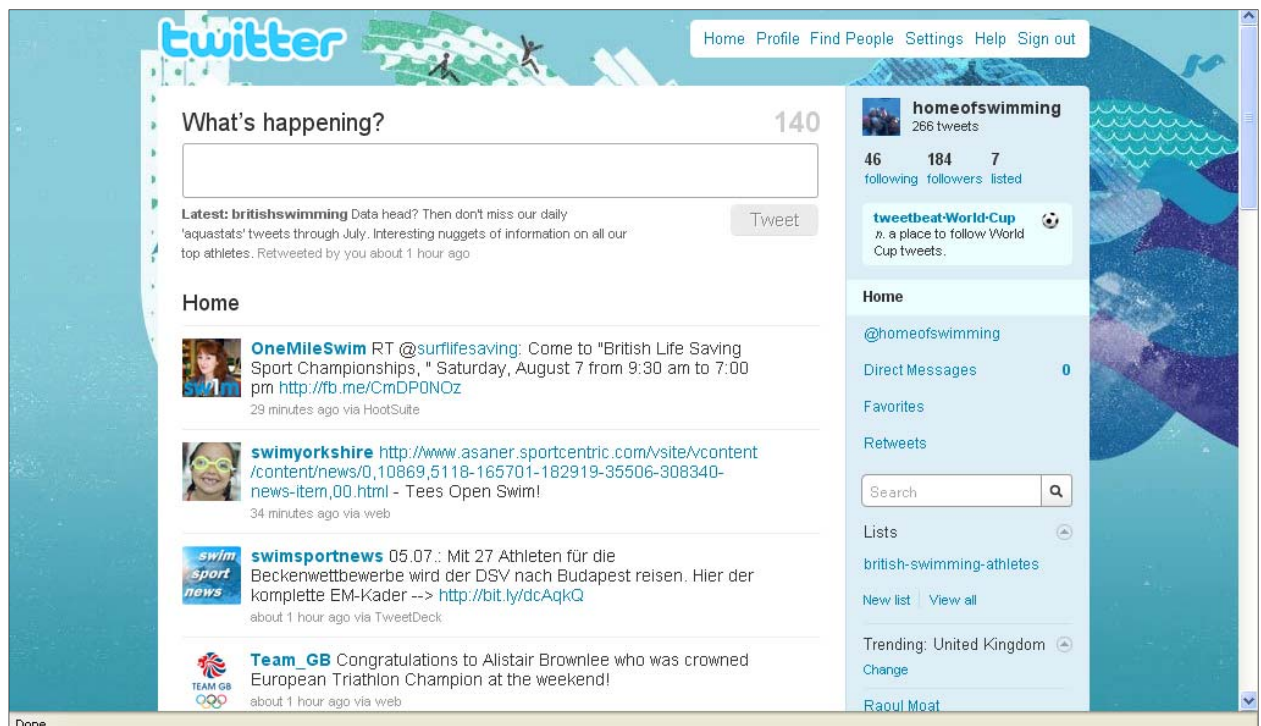 twitter
Home Profile Find People Settings Help Sign out
What's happening?
140
Latest: britishswimming Data head? Then don't miss our daily
'aquastats' tweets through July. Interesting nuggets of information on all our
top athletes. Retweeted by you about 1 hour ago
Tweet
Home
OneMileSwim RT @surflifesaving: Come to "British Life Saving
Sport Championships, " Saturday, August 7 from 9:30 am to 7:00
pm http://fb.me/CmDP0NOz
29 minutes ago via HootSuite
sw1m
swimyorkshire http://www.asaner.sportcentric.com/vsite/vcontent
/content/news/0,10869,5118-165701-182919-35506-308340-
news-item,00.html - Tees Open Swim!
34 minutes ago via web
swim
sport
news
swimsportnews 05.07.: Mit 27 Athleten für die
Beckenwettbewerbe wird der DSV nach Budapest reisen. Hier der
komplette EM-Kader --> http://bit.ly/dcAqkQ
about 1 hour ago via TweetDeck
TEAM GB
Team_GB Congratulations to Alistair Brownlee who was crowned
European Triathlon Champion at the weekend!
about 1 hour ago via web
homeofswimming
266 tweets
46 184 7
following followers listed
tweetbeat·World·Cup
n. a place to follow World
Cup tweets.
Home
@homeofswimming
Direct Messages 0
Favorites
Retweets
Search
Lists
british-swimming-athletes
New list View all
Trending: United Kingdom
Change
Raoul Moat
Done